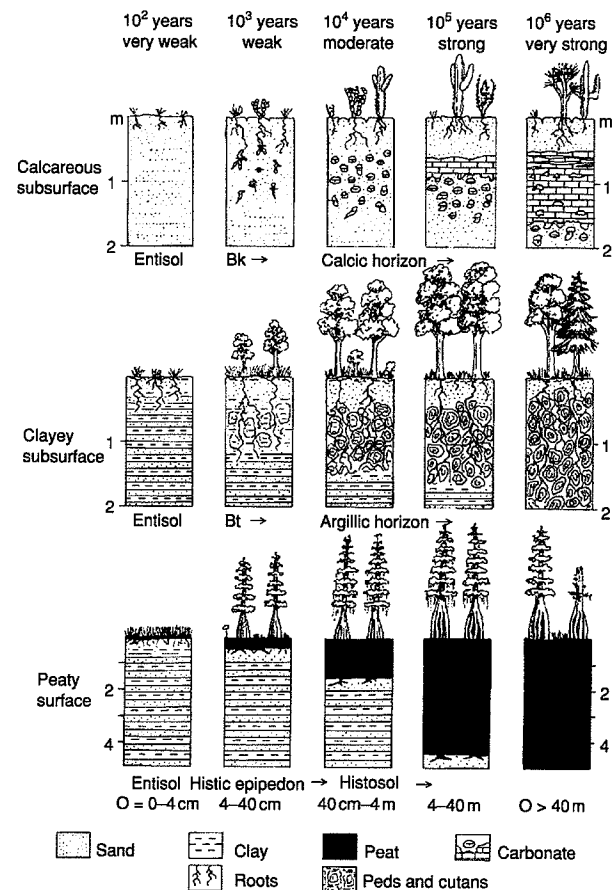 10² years 10³ years 10⁴ years 10⁵ years 10⁶ years
very weak weak moderate strong very strong
m m
Calcareous subsurface
1 1
2 2
Entisol Bk → Calcic horizon →
Clayey subsurface
1 1
2 2
Entisol Bt → Argillic horizon →
Peaty surface
2 2
4 4
Entisol Histic epipedon → Histosol →
O = 0–4 cm 4–40 cm 40 cm–4 m 4–40 m O > 40 m
Sand Clay Peat Carbonate
Roots Peds and cutans